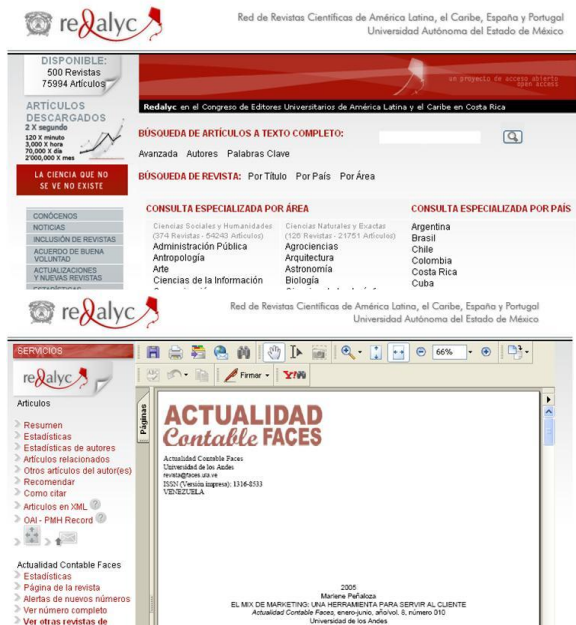 redalyc
Red de Revistas Científicas de América Latina, el Caribe, España y Portugal
Universidad Autónoma del Estado de México
DISPONIBLE:
500 Revistas
75994 Artículos
un proyecto de acceso abierto
open access
ARTÍCULOS
DESCARGADOS
2 X segundo
120 X minuto
3,000 X hora
70,000 X día
2'000,000 X mes
Redalyc en el Congreso de Editores Universitarios de América Latina y el Caribe en Costa Rica
BÚSQUEDA DE ARTÍCULOS A TEXTO COMPLETO:
Avanzada Autores Palabras Clave
LA CIENCIA QUE NO
SE VE NO EXISTE
BÚSQUEDA DE REVISTA: Por Título Por País Por Área
CONÓCENOS
NOTICIAS
INCLUSIÓN DE REVISTAS
ACUERDO DE BUENA
VOLUNTAD
ACTUALIZACIONES
Y NUEVAS REVISTAS
CONSULTA ESPECIALIZADA POR ÁREA
Ciencias Sociales y Humanidades
(374 Revistas - 54243 Artículos)
Administración Pública
Antropología
Arte
Ciencias de la Información
Ciencias Naturales y Exactas
(126 Revistas - 21751 Artículos)
Agrociencias
Arquitectura
Astronomía
Biología
CONSULTA ESPECIALIZADA POR PAÍS
Argentina
Brasil
Chile
Colombia
Costa Rica
Cuba
redalyc
Red de Revistas Científicas de América Latina, el Caribe, España y Portugal
Universidad Autónoma del Estado de México
SERVICIOS
redalyc
Artículos
Resumen
Estadísticas
Estadísticas de autores
Artículos relacionados
Otros artículos del autor(es)
Recomendar
Como citar
Articulos en XML
OAI - PMH Record
Actualidad Contable Faces
Estadísticas
Página de la revista
Alertas de nuevos números
Ver número completo
Ver otras revistas de
66%
Firmar
Y!
Páginas
ACTUALIDAD
Contable FACES
Actualidad Contable Faces
Universidad de los Andes
revista@faces.ula.ve
ISSN (Versión impresa): 1316-8533
VENEZUELA
2005
Marlene Peñaloza
EL MIX DE MARKETING: UNA HERRAMIENTA PARA SERVIR AL CLIENTE
Actualidad Contable Faces, enero-junio, año/vol. 8, número 010
Universidad de los Andes